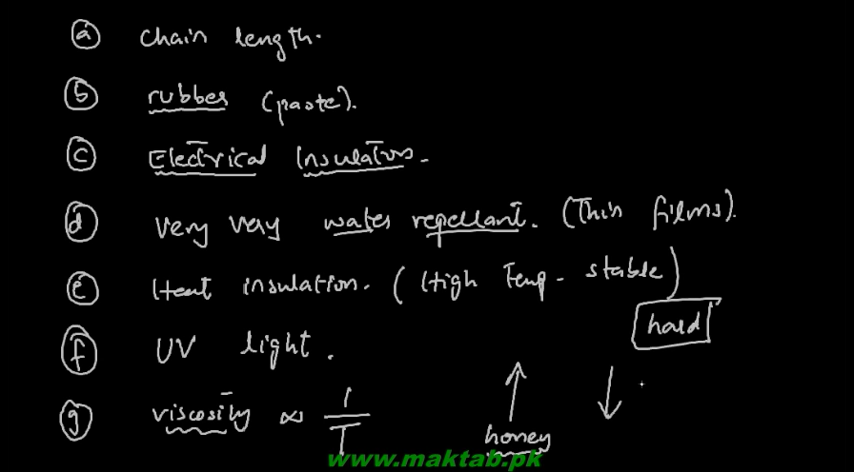 (a) chain length.
(b) rubber (paste).
(c) Electrical Insulators.
(d) very very water repellant. (Thin films).
(e) Heat insulation. (High Temp- stable)
hard
(f) UV light.
(g) viscosity ∝ 1/T honey
www.maktab.pk